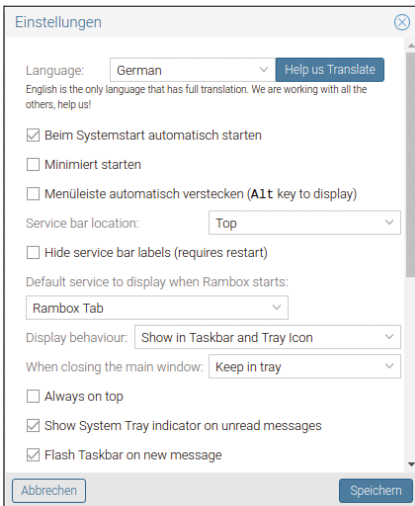 Einstellungen
Language: German Help us Translate
English is the only language that has full translation. We are working with all the
others, help us!
Beim Systemstart automatisch starten
Minimiert starten
Menüleiste automatisch verstecken (Alt key to display)
Service bar location: Top
Hide service bar labels (requires restart)
Default service to display when Rambox starts:
Rambox Tab
Display behaviour: Show in Taskbar and Tray Icon
When closing the main window: Keep in tray
Always on top
Show System Tray indicator on unread messages
Flash Taskbar on new message
Abbrechen Speichern